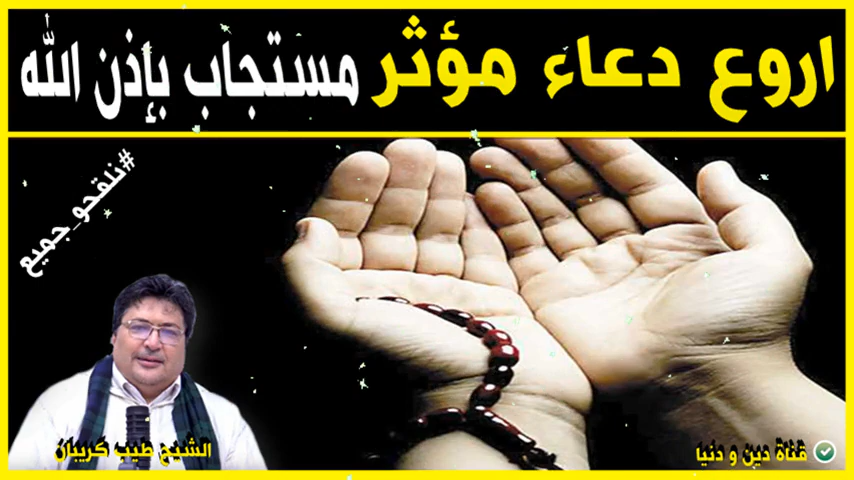 اروع دعاء مؤثر مستجاب بإذن الله
#نلقحو_جميع
الشيخ طيب كريبان
قناة دين و دنيا